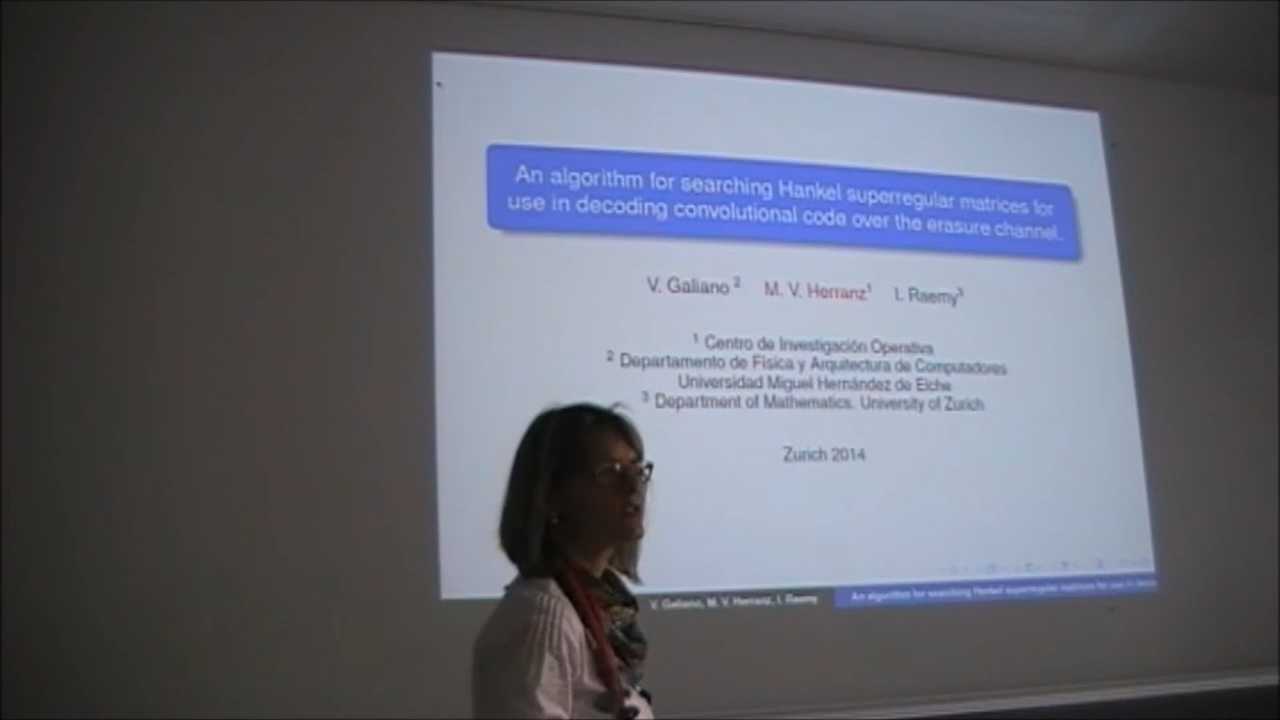 An algorithm for searching Hankel superregular matrices for
use in decoding convolutional code over the erasure channel.
V. Galiano 2 M. V. Herranz1 I. Raemy3
1 Centro de Investigación Operativa
2 Departamento de Física y Arquitectura de Computadores
Universidad Miguel Hernández de Elche
3 Department of Mathematics. University of Zurich
Zurich 2014
V. Galiano, M. V. Herranz, I. Raemy An algorithm for searching Hankel superregular matrices for use in